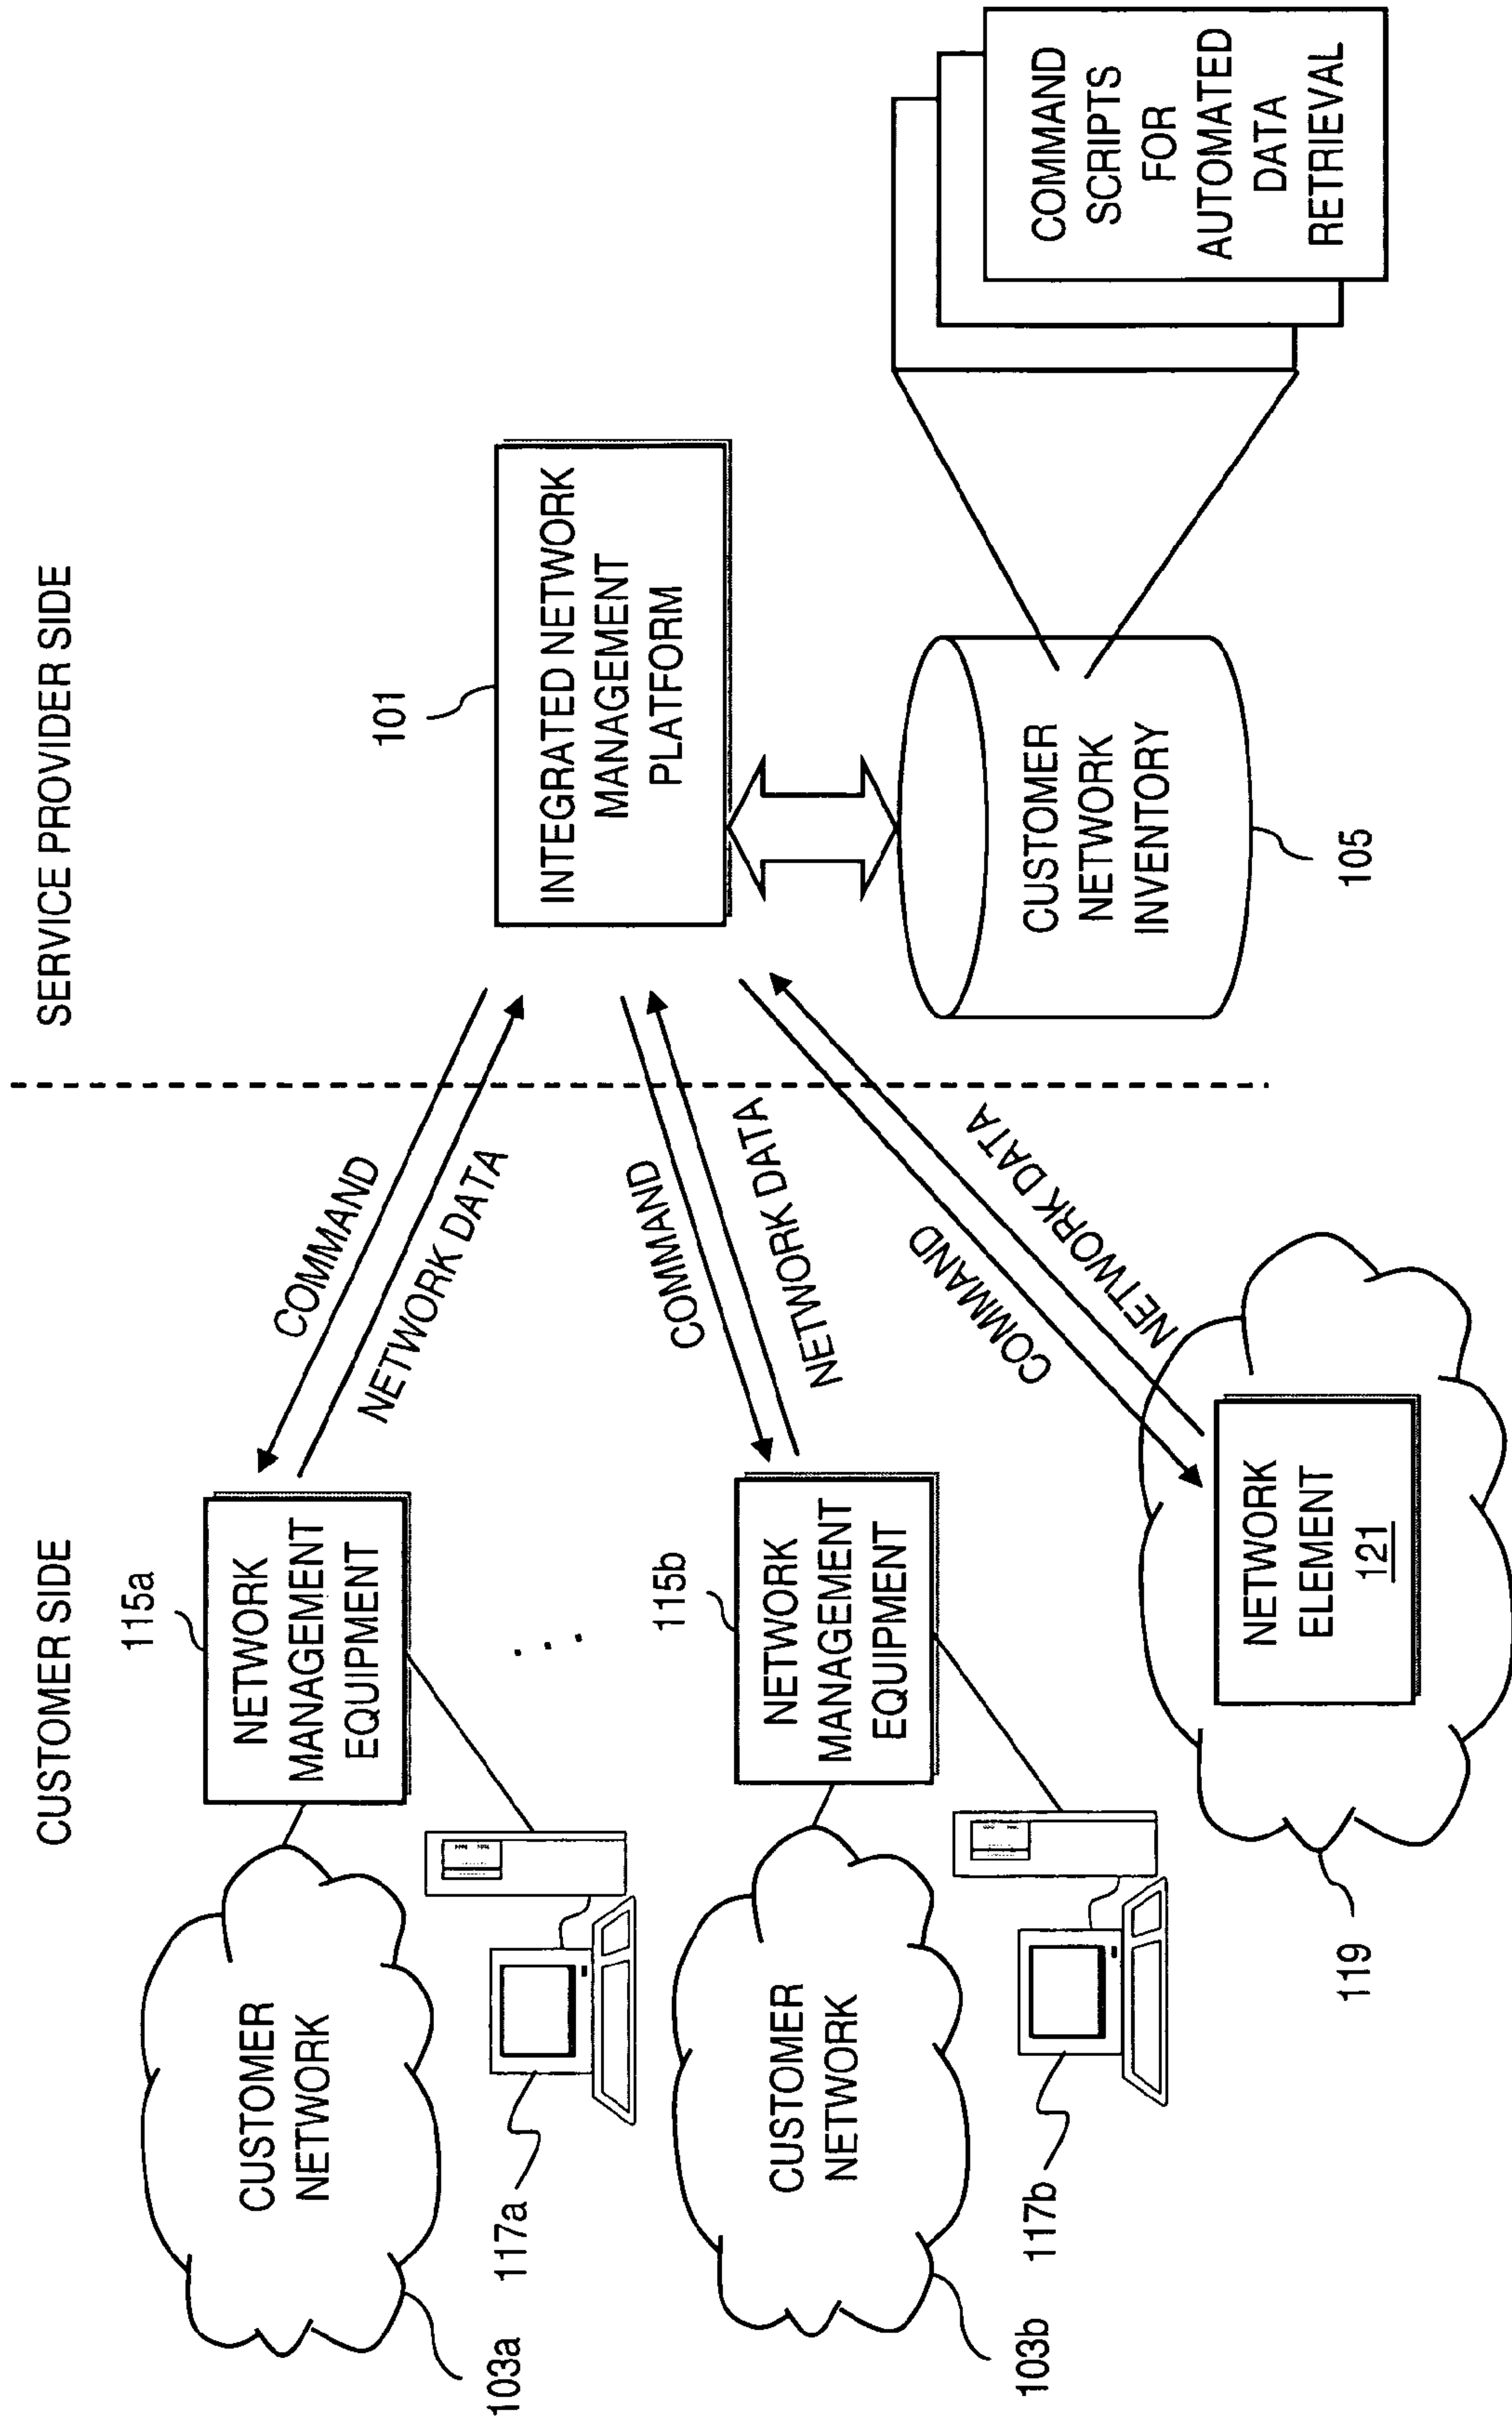 CUSTOMER SIDE
SERVICE PROVIDER SIDE
115a
NETWORK
MANAGEMENT
EQUIPMENT
CUSTOMER
NETWORK
103a
117a
COMMAND
NETWORK DATA
101
INTEGRATED NETWORK
MANAGEMENT
PLATFORM
. . .
115b
NETWORK
MANAGEMENT
EQUIPMENT
CUSTOMER
NETWORK
103b
117b
COMMAND
NETWORK DATA
COMMAND
NETWORK DATA
NETWORK
ELEMENT
121
119
CUSTOMER
NETWORK
INVENTORY
105
COMMAND
SCRIPTS
FOR
AUTOMATED
DATA
RETRIEVAL